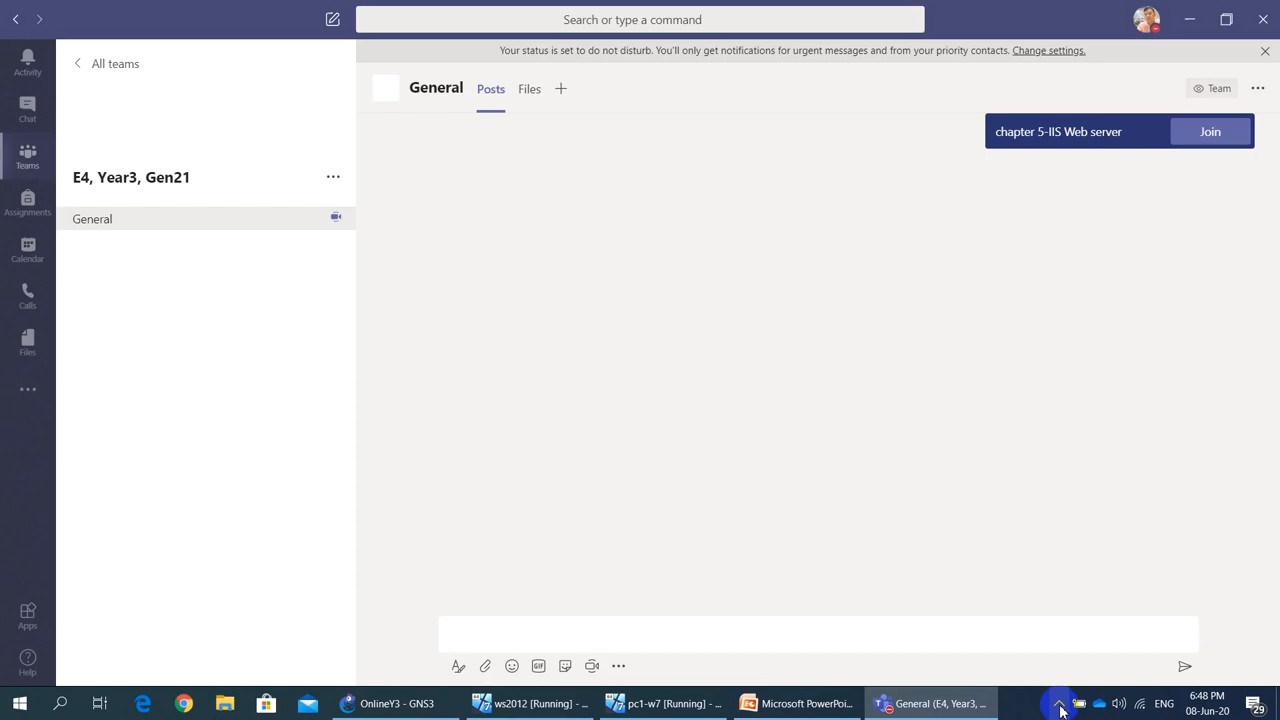 Search or type a command
Your status is set to do not disturb. You'll only get notifications for urgent messages and from your priority contacts. Change settings.
Activity
Chat
Teams
Assignments
Calendar
Calls
Files
Apps
Help
All teams
E4, Year3, Gen21
General
General
Posts
Files
Team
chapter 5-IIS Web server
Join
GIF
OnlineY3 - GNS3
ws2012 [Running] - ...
pc1-w7 [Running] - ...
Microsoft PowerPoi...
General (E4, Year3, ...
ENG
6:48 PM
08-Jun-20
29